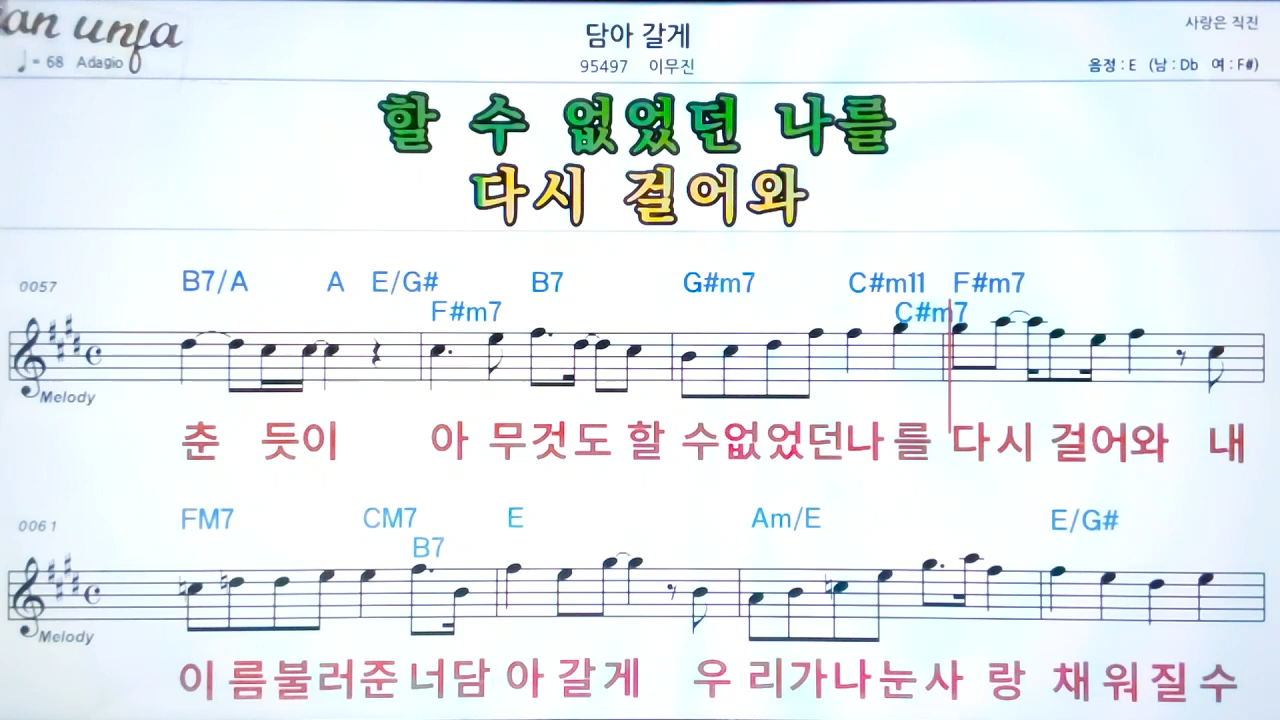 an unfa
담아 갈게
사랑은 직진
♩= 68 Adagio
95497 이무진
음정 : E (남 : Db 여 : F#)
할 수 없었던 나를
다시 걸어와
0057
B7/A A E/G# B7 G#m7 C#m11 F#m7
F#m7 C#m7
Melody
춘 듯이 아 무것도 할 수없었던나 를 다시 걸어와 내
0061
FM7 CM7 E Am/E E/G#
B7
Melody
이름불러준너담 아 갈게 우 리가나눈사 랑 채워질수